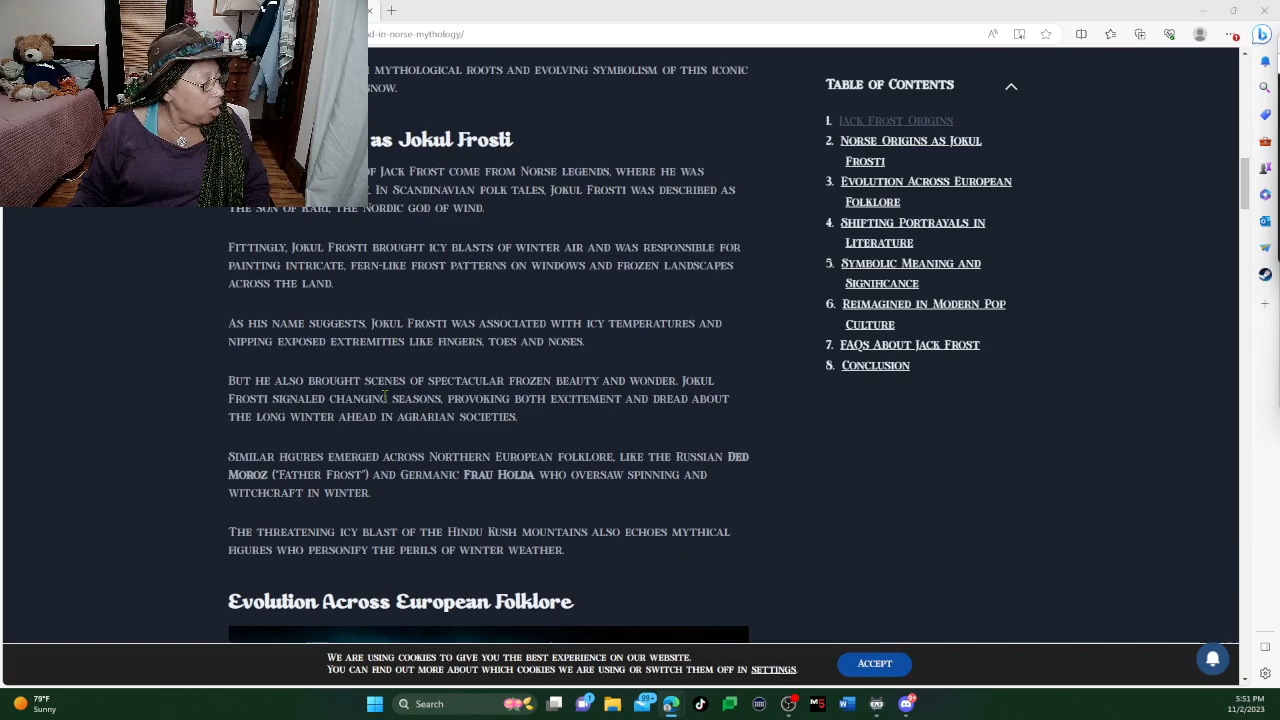 d-in-norse-mythology/
mythological roots and evolving symbolism of this iconic
snow.
as Jokul Frosti
of Jack Frost come from Norse legends, where he was
. In Scandinavian folk tales, Jokul Frosti was described as
the son of Kari, the Nordic god of wind.
Fittingly, Jokul Frosti brought icy blasts of winter air and was responsible for
painting intricate, fern-like frost patterns on windows and frozen landscapes
across the land.
As his name suggests, Jokul Frosti was associated with icy temperatures and
nipping exposed extremities like fingers, toes and noses.
But he also brought scenes of spectacular frozen beauty and wonder. Jokul
Frosti signaled changing seasons, provoking both excitement and dread about
the long winter ahead in agrarian societies.
Similar figures emerged across Northern European folklore, like the Russian Ded
Moroz (“Father Frost”) and Germanic Frau Holda who oversaw spinning and
witchcraft in winter.
The threatening icy blast of the Hindu Kush mountains also echoes mythical
figures who personify the perils of winter weather.
Evolution Across European Folklore
Table of Contents
1. Jack Frost Origins
2. Norse Origins as Jokul
Frosti
3. Evolution Across European
Folklore
4. Shifting Portrayals in
Literature
5. Symbolic Meaning and
Significance
6. Reimagined in Modern Pop
Culture
7. FAQs About Jack Frost
8. Conclusion
We are using cookies to give you the best experience on our website.
You can find out more about which cookies we are using or switch them off in settings.
Accept
79°F
Sunny
Search
1
99+
9+
5:51 PM
11/2/2023